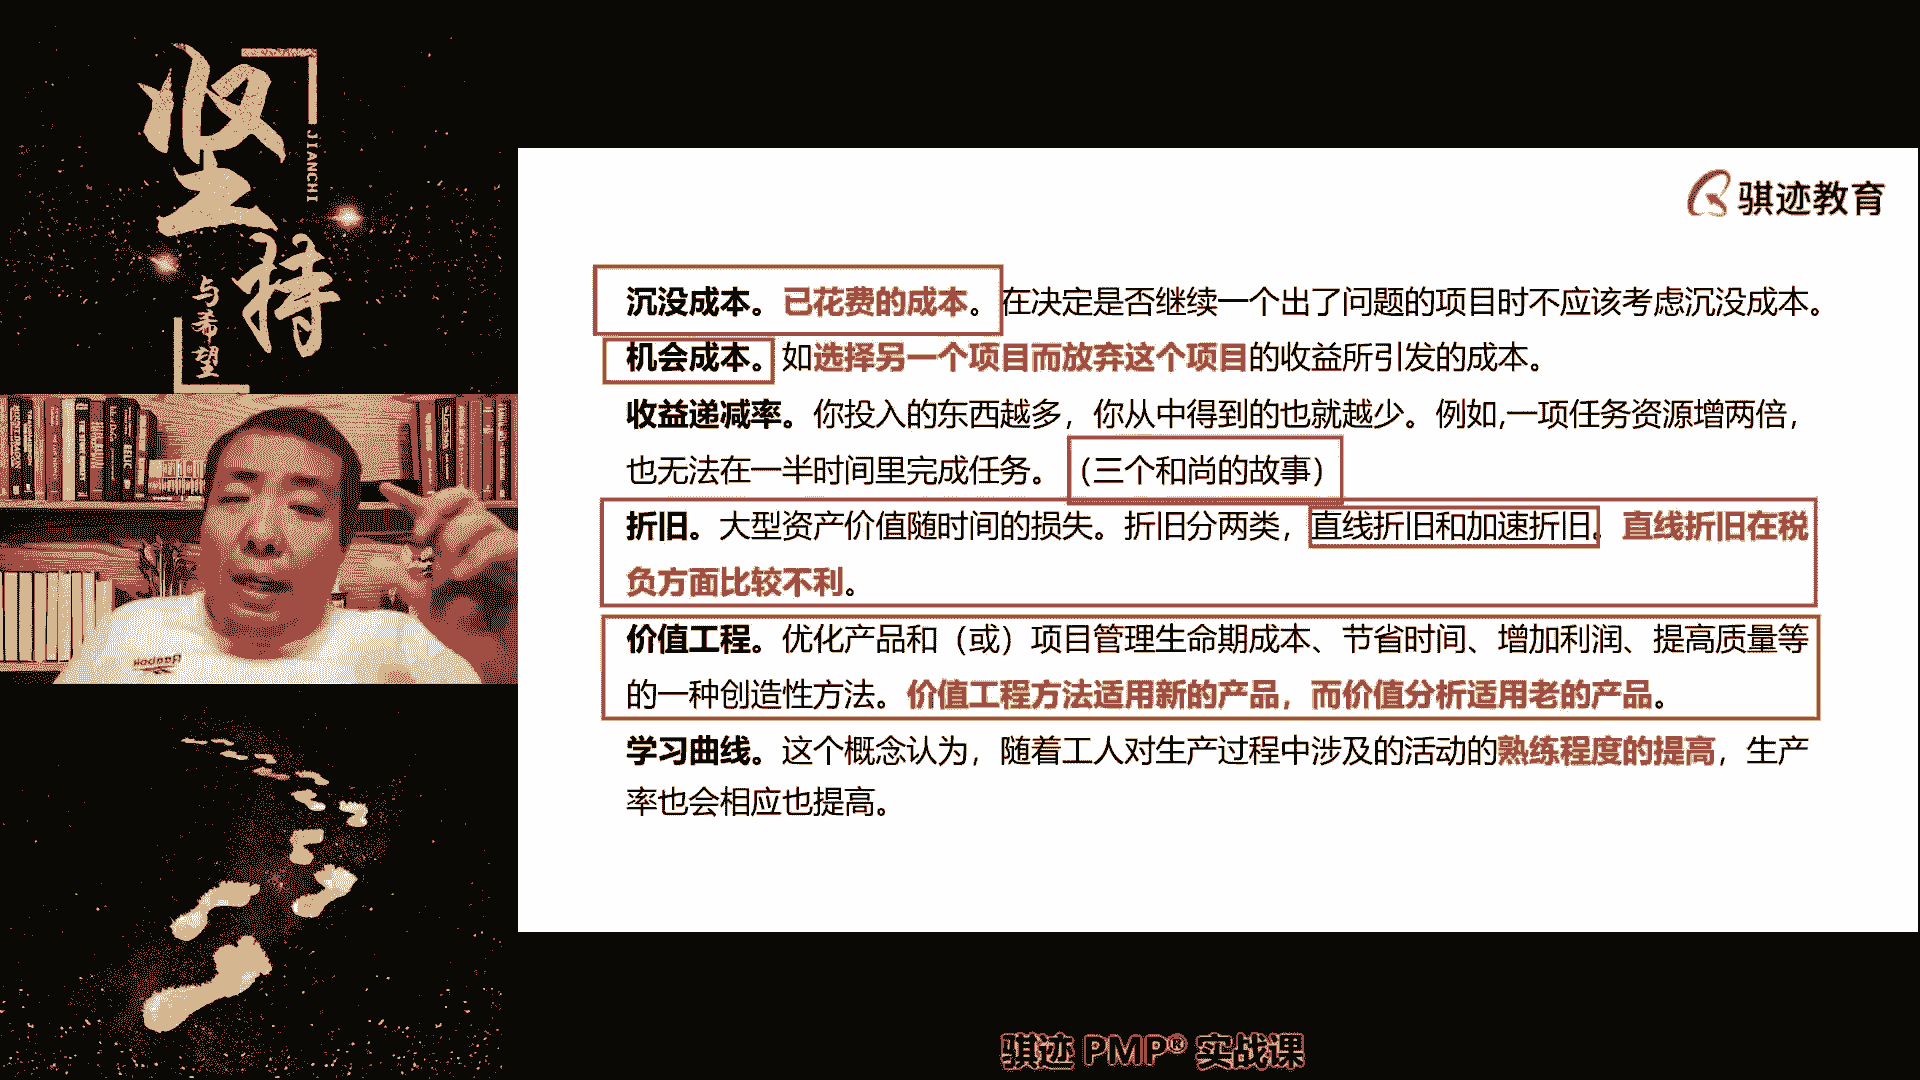 坚持
JIANCHI
与希望
骐迹教育
沉没成本。已花费的成本。在决定是否继续一个出了问题的项目时不应该考虑沉没成本。
机会成本。如选择另一个项目而放弃这个项目的收益所引发的成本。
收益递减率。你投入的东西越多，你从中得到的也就越少。例如,一项任务资源增两倍，
也无法在一半时间里完成任务。（三个和尚的故事）
折旧。大型资产价值随时间的损失。折旧分两类，直线折旧和加速折旧。直线折旧在税
负方面比较不利。
价值工程。优化产品和（或）项目管理生命期成本、节省时间、增加利润、提高质量等
的一种创造性方法。价值工程方法适用新的产品，而价值分析适用老的产品。
学习曲线。这个概念认为，随着工人对生产过程中涉及的活动的熟练程度的提高，生产
率也会相应也提高。
骐迹 PMP® 实战课